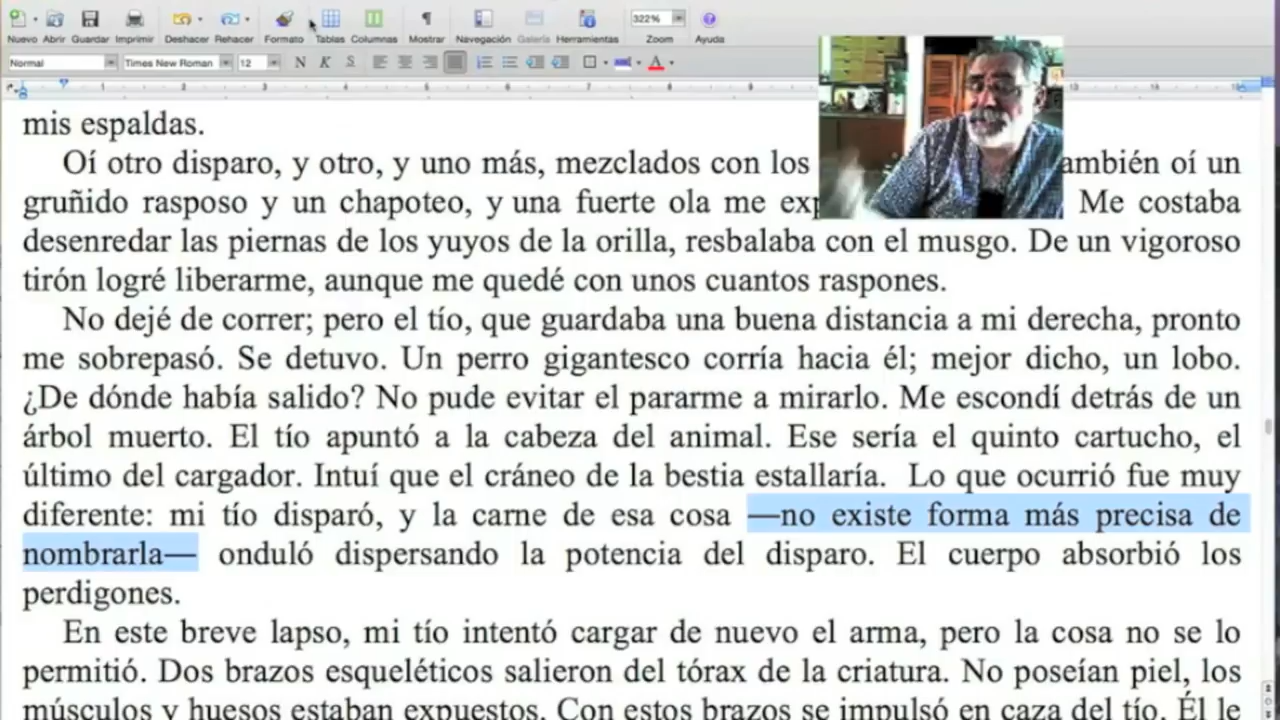 Nuevo Abrir Guardar Imprimir Deshacer Rehacer Formato Tablas Columnas Mostrar Navegación Galería Herramientas 322% Zoom Ayuda
Normal Times New Roman 12 N K S A
1 2 3 4 5 6 7 8 9 13
mis espaldas.
Oí otro disparo, y otro, y uno más, mezclados con los ambién oí un
gruñido rasposo y un chapoteo, y una fuerte ola me exp Me costaba
desenredar las piernas de los yuyos de la orilla, resbalaba con el musgo. De un vigoroso
tirón logré liberarme, aunque me quedé con unos cuantos raspones.
No dejé de correr; pero el tío, que guardaba una buena distancia a mi derecha, pronto
me sobrepasó. Se detuvo. Un perro gigantesco corría hacia él; mejor dicho, un lobo.
¿De dónde había salido? No pude evitar el pararme a mirarlo. Me escondí detrás de un
árbol muerto. El tío apuntó a la cabeza del animal. Ese sería el quinto cartucho, el
último del cargador. Intuí que el cráneo de la bestia estallaría. Lo que ocurrió fue muy
diferente: mi tío disparó, y la carne de esa cosa —no existe forma más precisa de
nombrarla— onduló dispersando la potencia del disparo. El cuerpo absorbió los
perdigones.
En este breve lapso, mi tío intentó cargar de nuevo el arma, pero la cosa no se lo
permitió. Dos brazos esqueléticos salieron del tórax de la criatura. No poseían piel, los
músculos y huesos estaban expuestos. Con estos brazos se impulsó en caza del tío. Él le